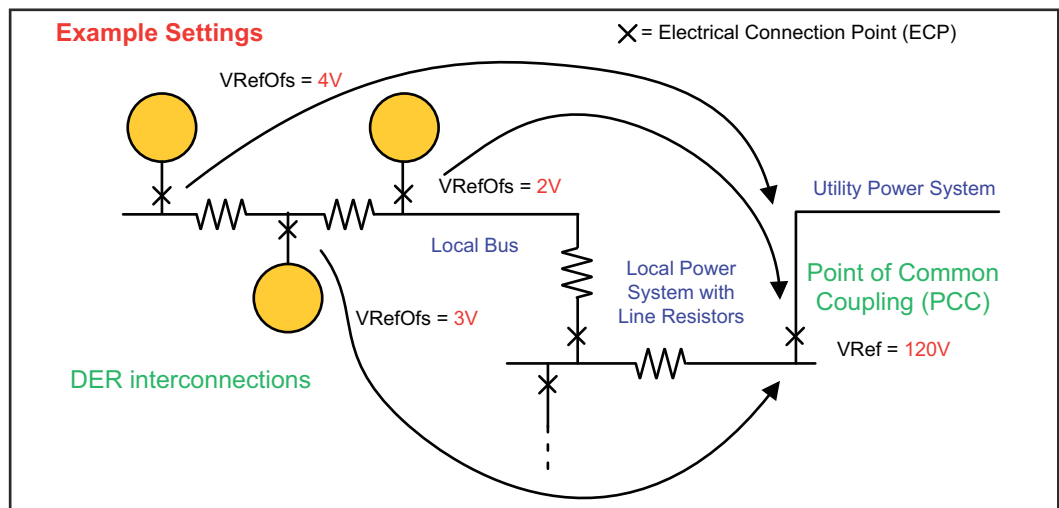 Example Settings
X = Electrical Connection Point (ECP)
VRefOfs = 4V
VRefOfs = 2V
Utility Power System
Local Bus
Local Power
System with
Line Resistors
Point of Common
Coupling (PCC)
VRefOfs = 3V
VRef = 120V
DER interconnections